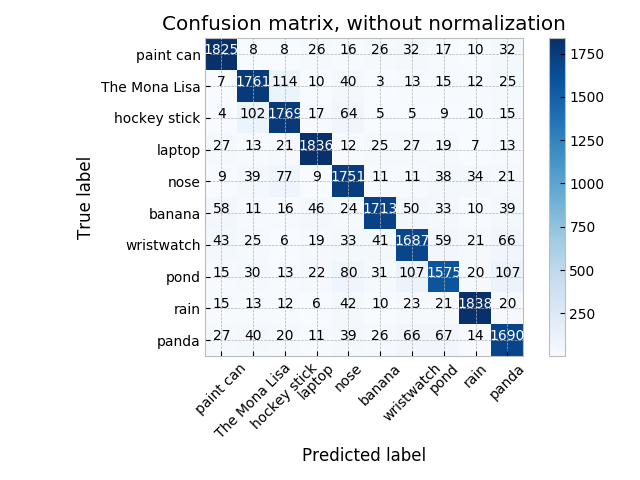 Confusion matrix, without normalization
paint can 1825 8 8 26 16 26 32 17 10 32
The Mona Lisa 7 1761 114 10 40 3 13 15 12 25
hockey stick 4 102 1769 17 64 5 5 9 10 15
laptop 27 13 21 1836 12 25 27 19 7 13
nose 9 39 77 9 1751 11 11 38 34 21
banana 58 11 16 46 24 1713 50 33 10 39
wristwatch 43 25 6 19 33 41 1687 59 21 66
pond 15 30 13 22 80 31 107 1575 20 107
rain 15 13 12 6 42 10 23 21 1838 20
panda 27 40 20 11 39 26 66 67 14 1690
True label
paint can The Mona Lisa hockey stick laptop nose banana wristwatch pond rain panda
Predicted label
1750
1500
1250
1000
750
500
250